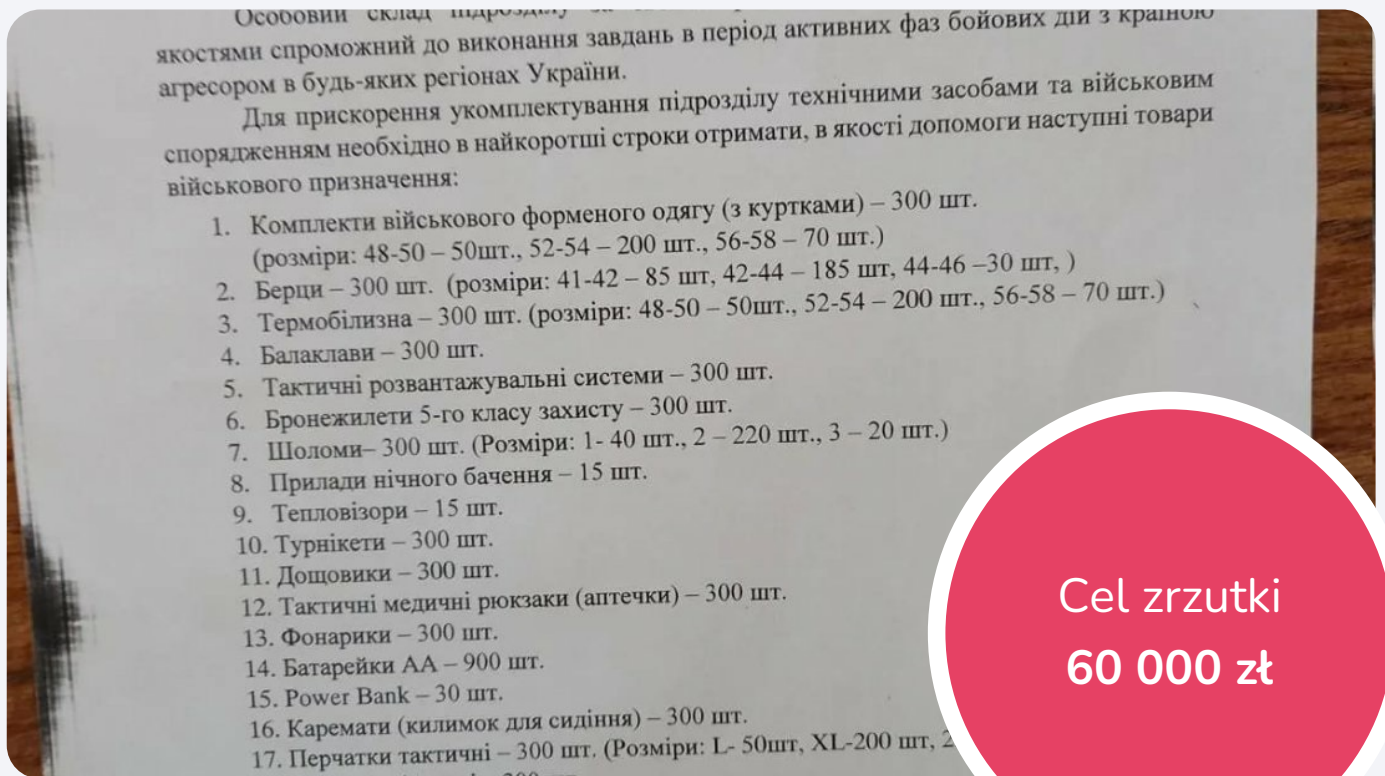 Особовий склад підрозділу
якостями спроможний до виконання завдань в період активних фаз бойових дій з країною
агресором в будь-яких регіонах України.
Для прискорення укомплектування підрозділу технічними засобами та військовим
спорядженням необхідно в найкоротші строки отримати, в якості допомоги наступні товари
військового призначення:
1. Комплекти військового форменого одягу (з куртками) – 300 шт.
(розміри: 48-50 – 50шт., 52-54 – 200 шт., 56-58 – 70 шт.)
2. Берци – 300 шт. (розміри: 41-42 – 85 шт, 42-44 – 185 шт, 44-46 –30 шт, )
3. Термобілизна – 300 шт. (розміри: 48-50 – 50шт., 52-54 – 200 шт., 56-58 – 70 шт.)
4. Балаклави – 300 шт.
5. Тактичні розвантажувальні системи – 300 шт.
6. Бронежилети 5-го класу захисту – 300 шт.
7. Шоломи– 300 шт. (Розміри: 1- 40 шт., 2 – 220 шт., 3 – 20 шт.)
8. Прилади нічного бачення – 15 шт.
9. Тепловізори – 15 шт.
10. Турнікети – 300 шт.
11. Дощовики – 300 шт.
12. Тактичні медичні рюкзаки (аптечки) – 300 шт.
13. Фонарики – 300 шт.
14. Батарейки АА – 900 шт.
15. Power Bank – 30 шт.
16. Каремати (килимок для сидіння) – 300 шт.
17. Перчатки тактичні – 300 шт. (Розміри: L- 50шт, XL-200 шт, 2
Cel zrzutki
60 000 zł